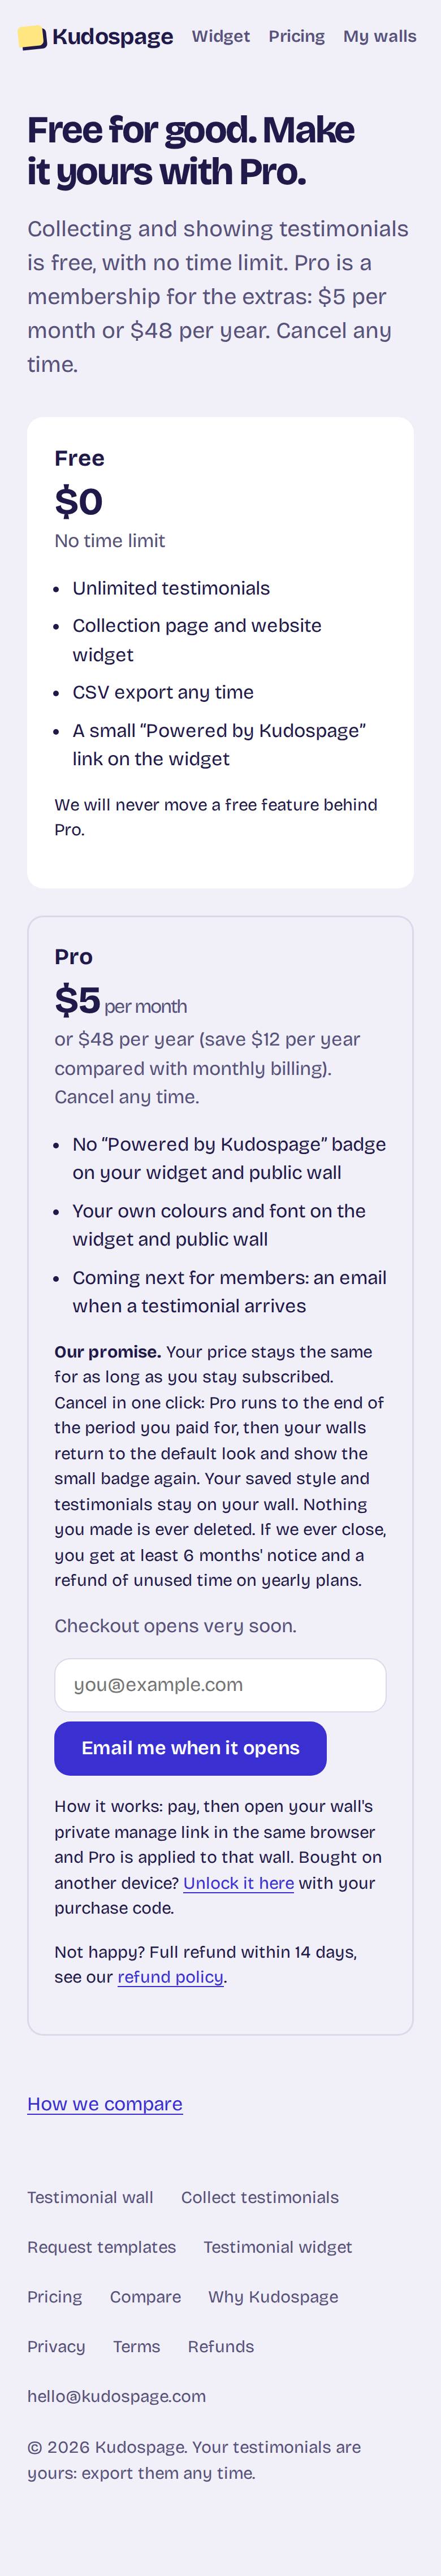 Kudospage Widget Pricing My walls
Free for good. Make
it yours with Pro.
Collecting and showing testimonials
is free, with no time limit. Pro is a
membership for the extras: $5 per
month or $48 per year. Cancel any
time.
Free
$0
No time limit
• Unlimited testimonials
• Collection page and website
widget
• CSV export any time
• A small “Powered by Kudospage”
link on the widget
We will never move a free feature behind
Pro.
Pro
$5 per month
or $48 per year (save $12 per year
compared with monthly billing).
Cancel any time.
• No “Powered by Kudospage” badge
on your widget and public wall
• Your own colours and font on the
widget and public wall
• Coming next for members: an email
when a testimonial arrives
Our promise. Your price stays the same
for as long as you stay subscribed.
Cancel in one click: Pro runs to the end of
the period you paid for, then your walls
return to the default look and show the
small badge again. Your saved style and
testimonials stay on your wall. Nothing
you made is ever deleted. If we ever close,
you get at least 6 months' notice and a
refund of unused time on yearly plans.
Checkout opens very soon.
you@example.com
Email me when it opens
How it works: pay, then open your wall's
private manage link in the same browser
and Pro is applied to that wall. Bought on
another device? Unlock it here with your
purchase code.
Not happy? Full refund within 14 days,
see our refund policy.
How we compare
Testimonial wall Collect testimonials
Request templates Testimonial widget
Pricing Compare Why Kudospage
Privacy Terms Refunds
hello@kudospage.com
© 2026 Kudospage. Your testimonials are
yours: export them any time.